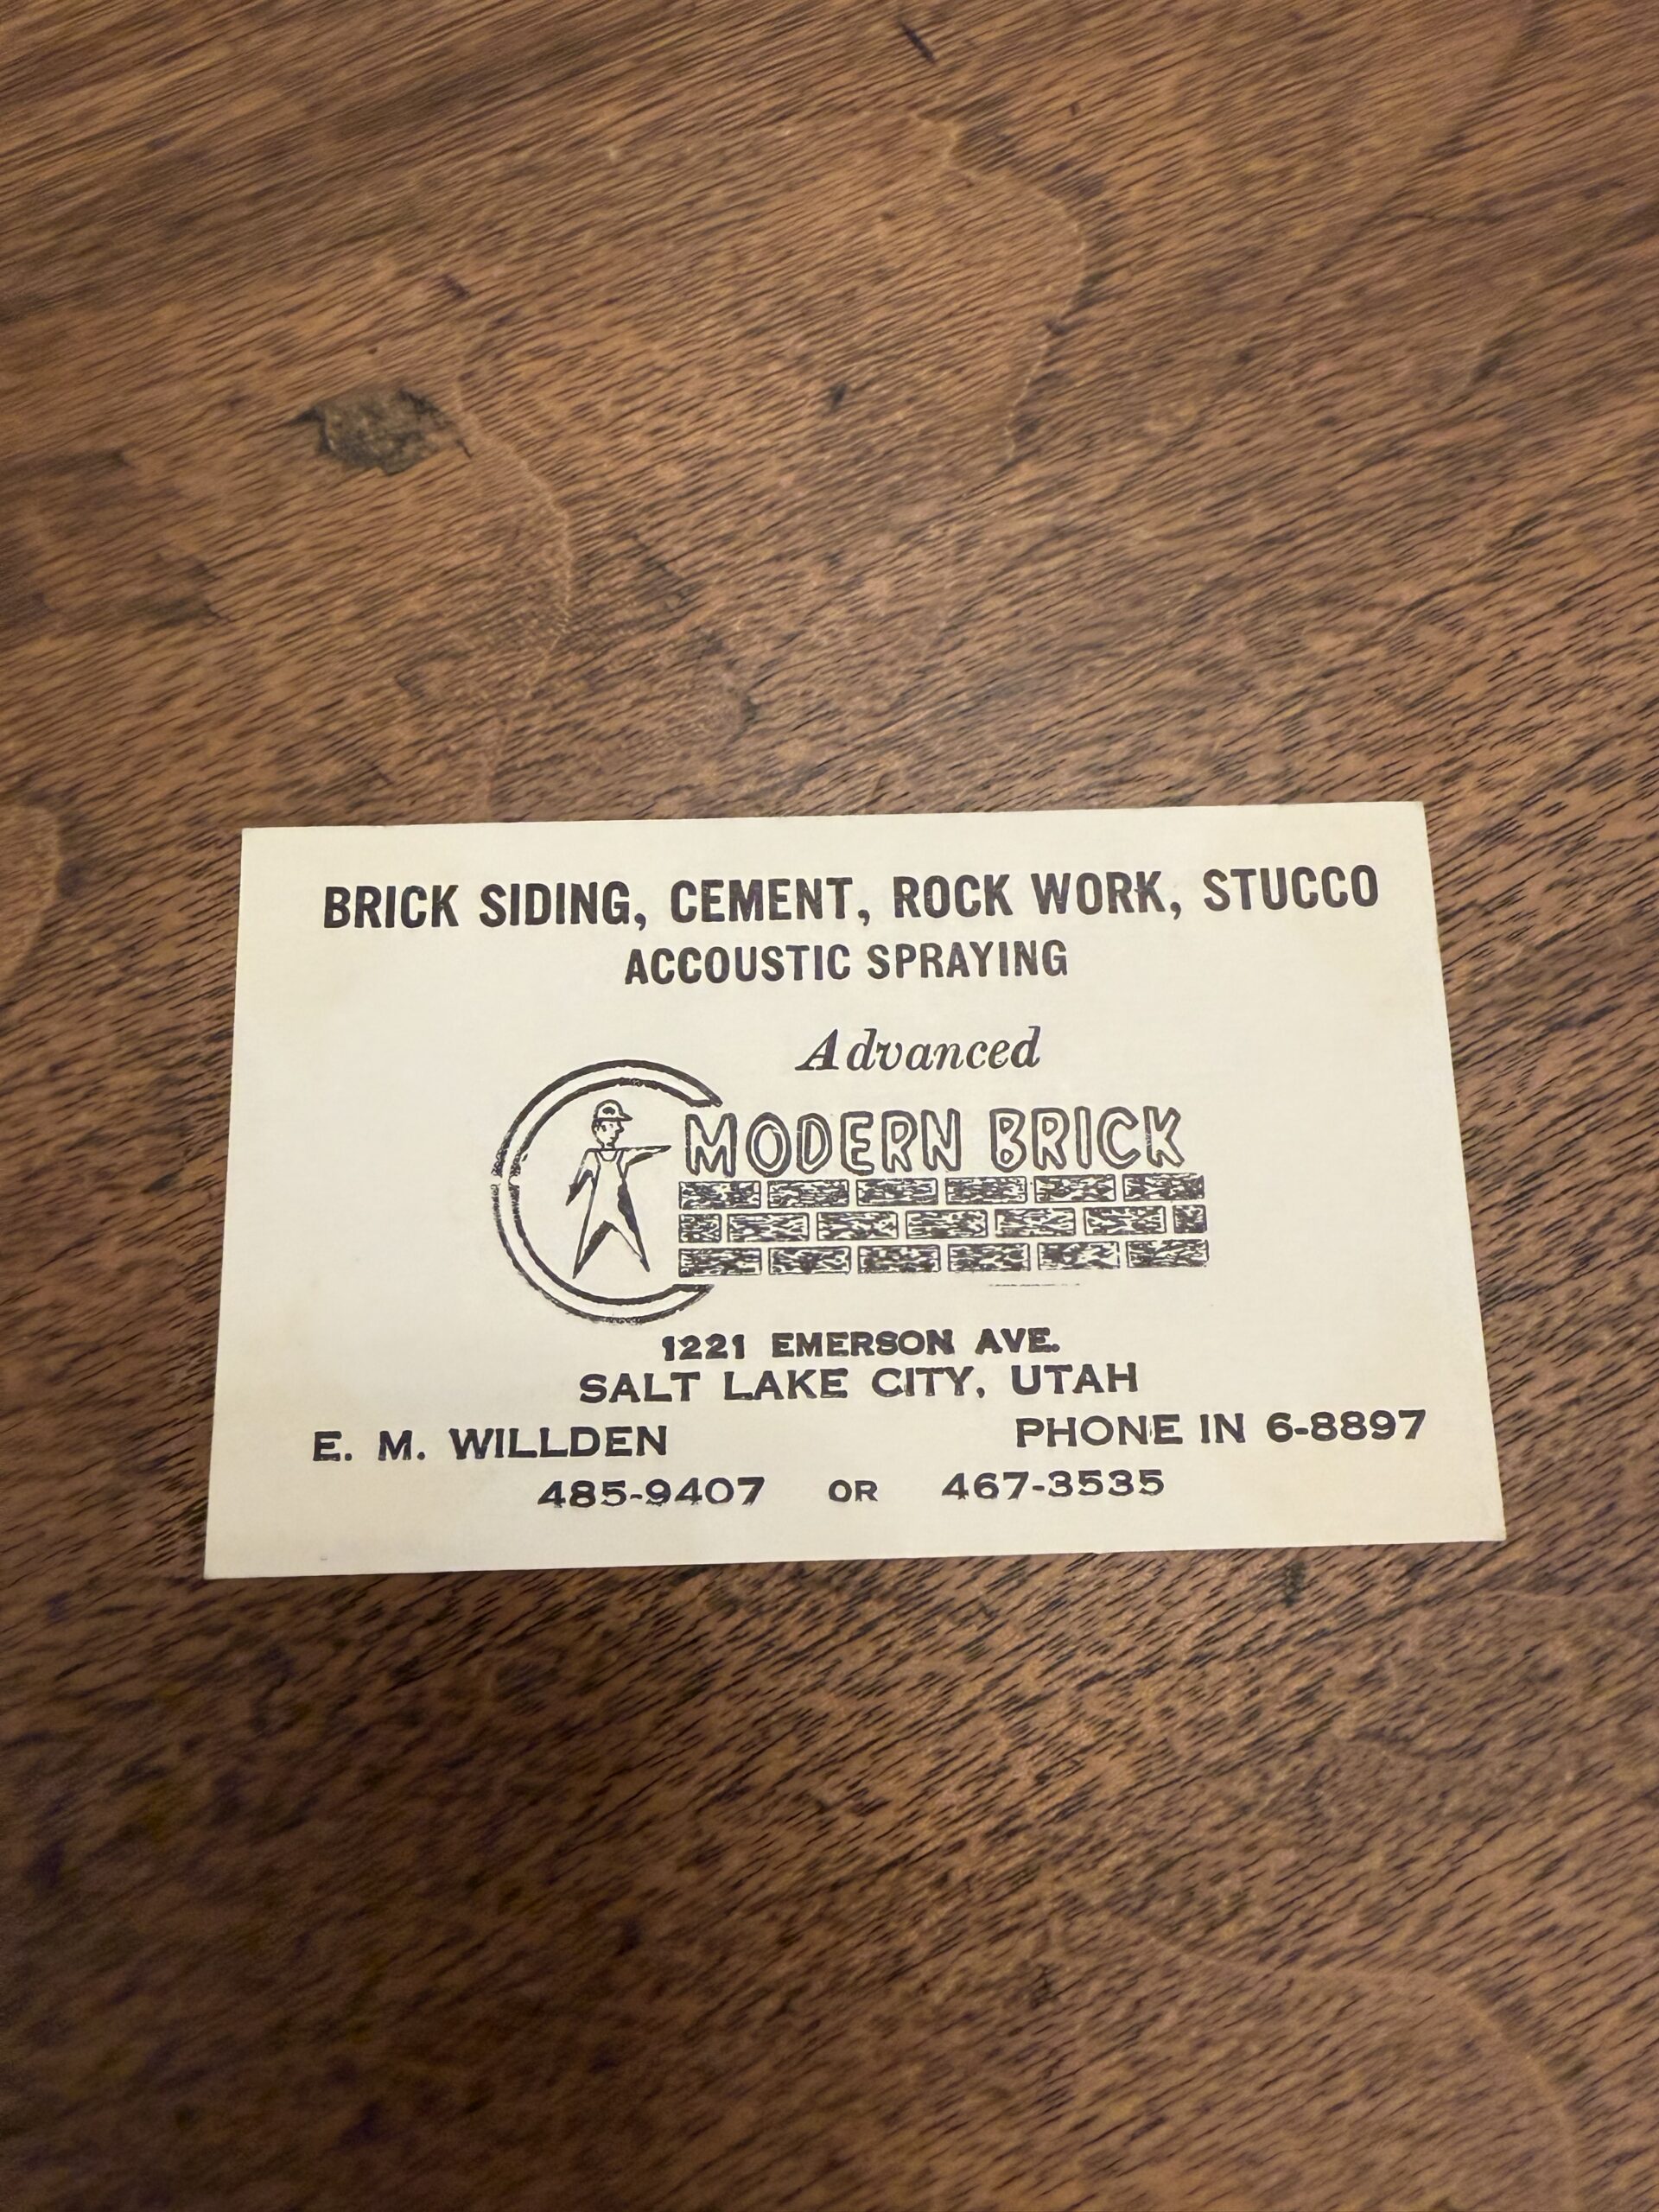 BRICK SIDING, CEMENT, ROCK WORK, STUCCO
ACCOUSTIC SPRAYING
Advanced
MODERN BRICK
1221 EMERSON AVE.
SALT LAKE CITY, UTAH
E. M. WILLDEN PHONE IN 6-8897
485-9407 OR 467-3535